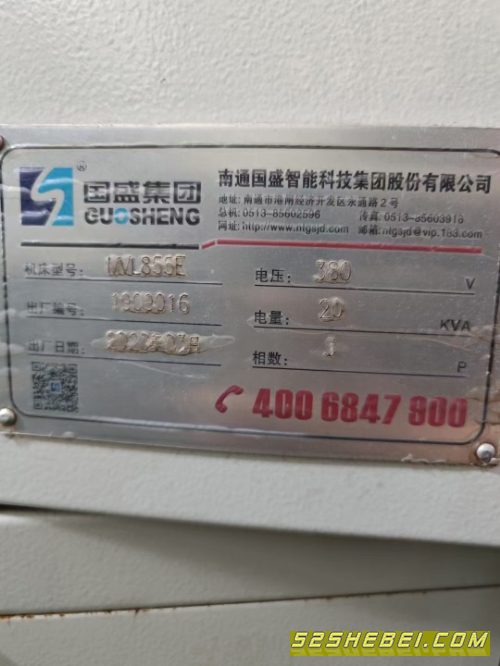 ®
国盛集团
GUOSHENG
南通国盛智能科技集团股份有限公司
地址: 南通市港闸经济开发区永通路2号
总机: 0513-85602596 传真: 0513-85603916
网址: http://www.ntgsjd.com 邮箱: ntgsjd@vip.163.com
机床型号: 855E
电压: 380 V
出厂编号: 1909016
电量: 20 KVA
出厂日期:
相数: 3 P
400 6847 900
52SHEBEI.COM